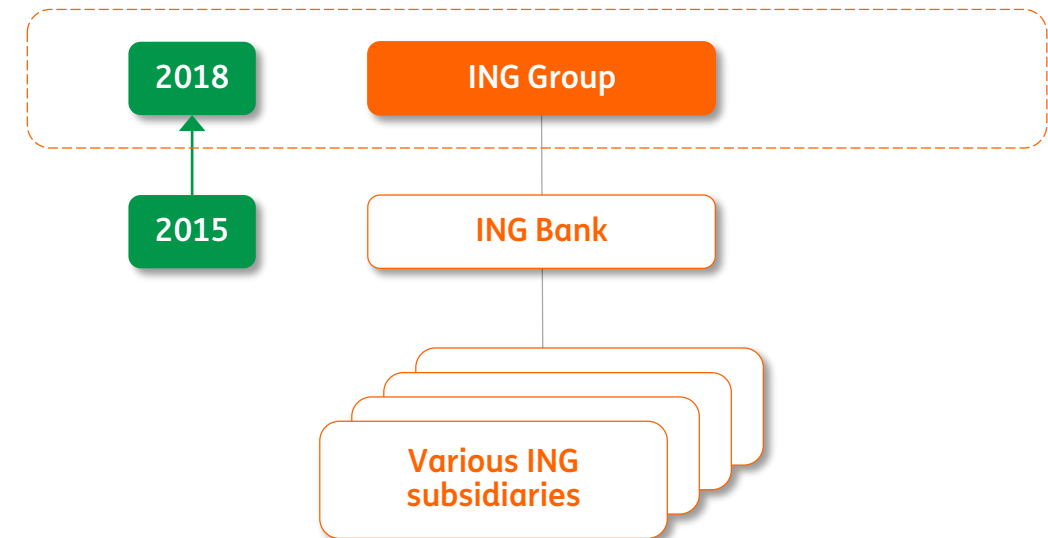 2018
ING Group
2015
ING Bank
Various ING
subsidiaries